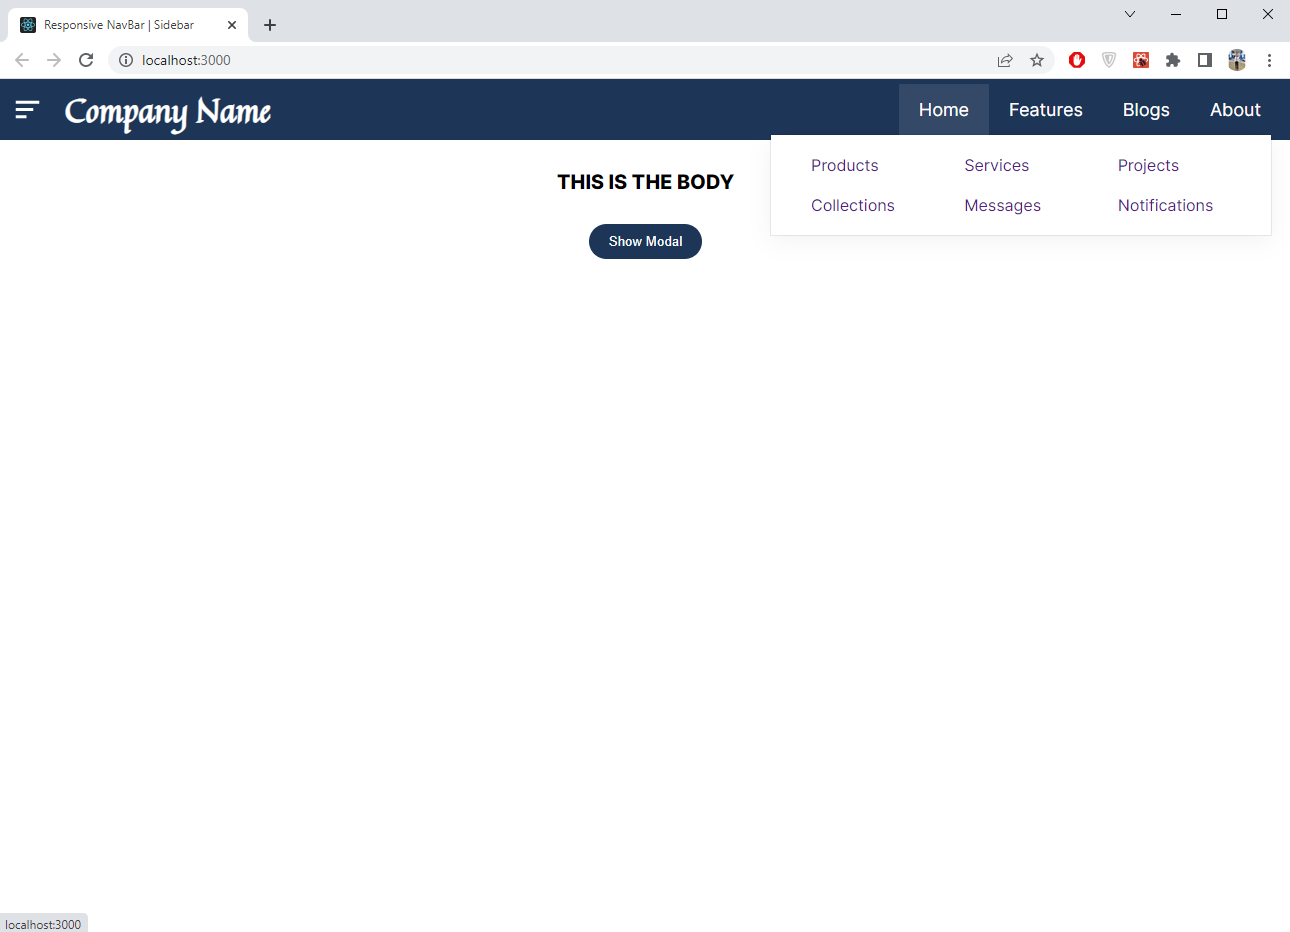 Responsive NavBar | Sidebar
localhost:3000
Company Name
Home Features Blogs About
Products Services Projects
Collections Messages Notifications
THIS IS THE BODY
Show Modal
localhost:3000